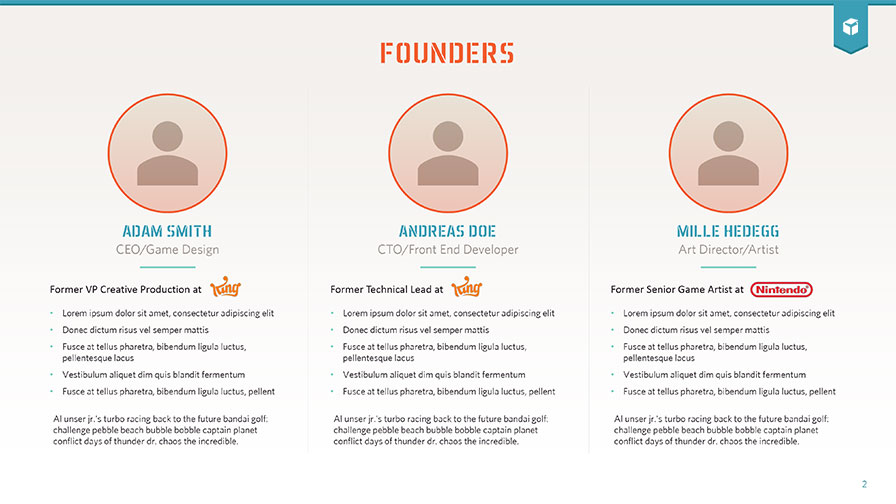 FOUNDERS
ADAM SMITH
CEO/Game Design
Former VP Creative Production at King
• Lorem ipsum dolor sit amet, consectetur adipiscing elit
• Donec dictum risus vel semper mattis
• Fusce at tellus pharetra, bibendum ligula luctus,
pellentesque lacus
• Vestibulum aliquet dim quis blandit fermentum
• Fusce at tellus pharetra, bibendum ligula luctus, pellent
Al unser jr.'s turbo racing back to the future bandai golf:
challenge pebble beach bubble bobble captain planet
conflict days of thunder dr. chaos the incredible.
ANDREAS DOE
CTO/Front End Developer
Former Technical Lead at King
• Lorem ipsum dolor sit amet, consectetur adipiscing elit
• Donec dictum risus vel semper mattis
• Fusce at tellus pharetra, bibendum ligula luctus,
pellentesque lacus
• Vestibulum aliquet dim quis blandit fermentum
• Fusce at tellus pharetra, bibendum ligula luctus, pellent
Al unser jr.'s turbo racing back to the future bandai golf:
challenge pebble beach bubble bobble captain planet
conflict days of thunder dr. chaos the incredible.
MILLE HEDEGG
Art Director/Artist
Former Senior Game Artist at Nintendo®
• Lorem ipsum dolor sit amet, consectetur adipiscing elit
• Donec dictum risus vel semper mattis
• Fusce at tellus pharetra, bibendum ligula luctus,
pellentesque lacus
• Vestibulum aliquet dim quis blandit fermentum
• Fusce at tellus pharetra, bibendum ligula luctus, pellent
Al unser jr.'s turbo racing back to the future bandai golf:
challenge pebble beach bubble bobble captain planet
conflict days of thunder dr. chaos the incredible.
2